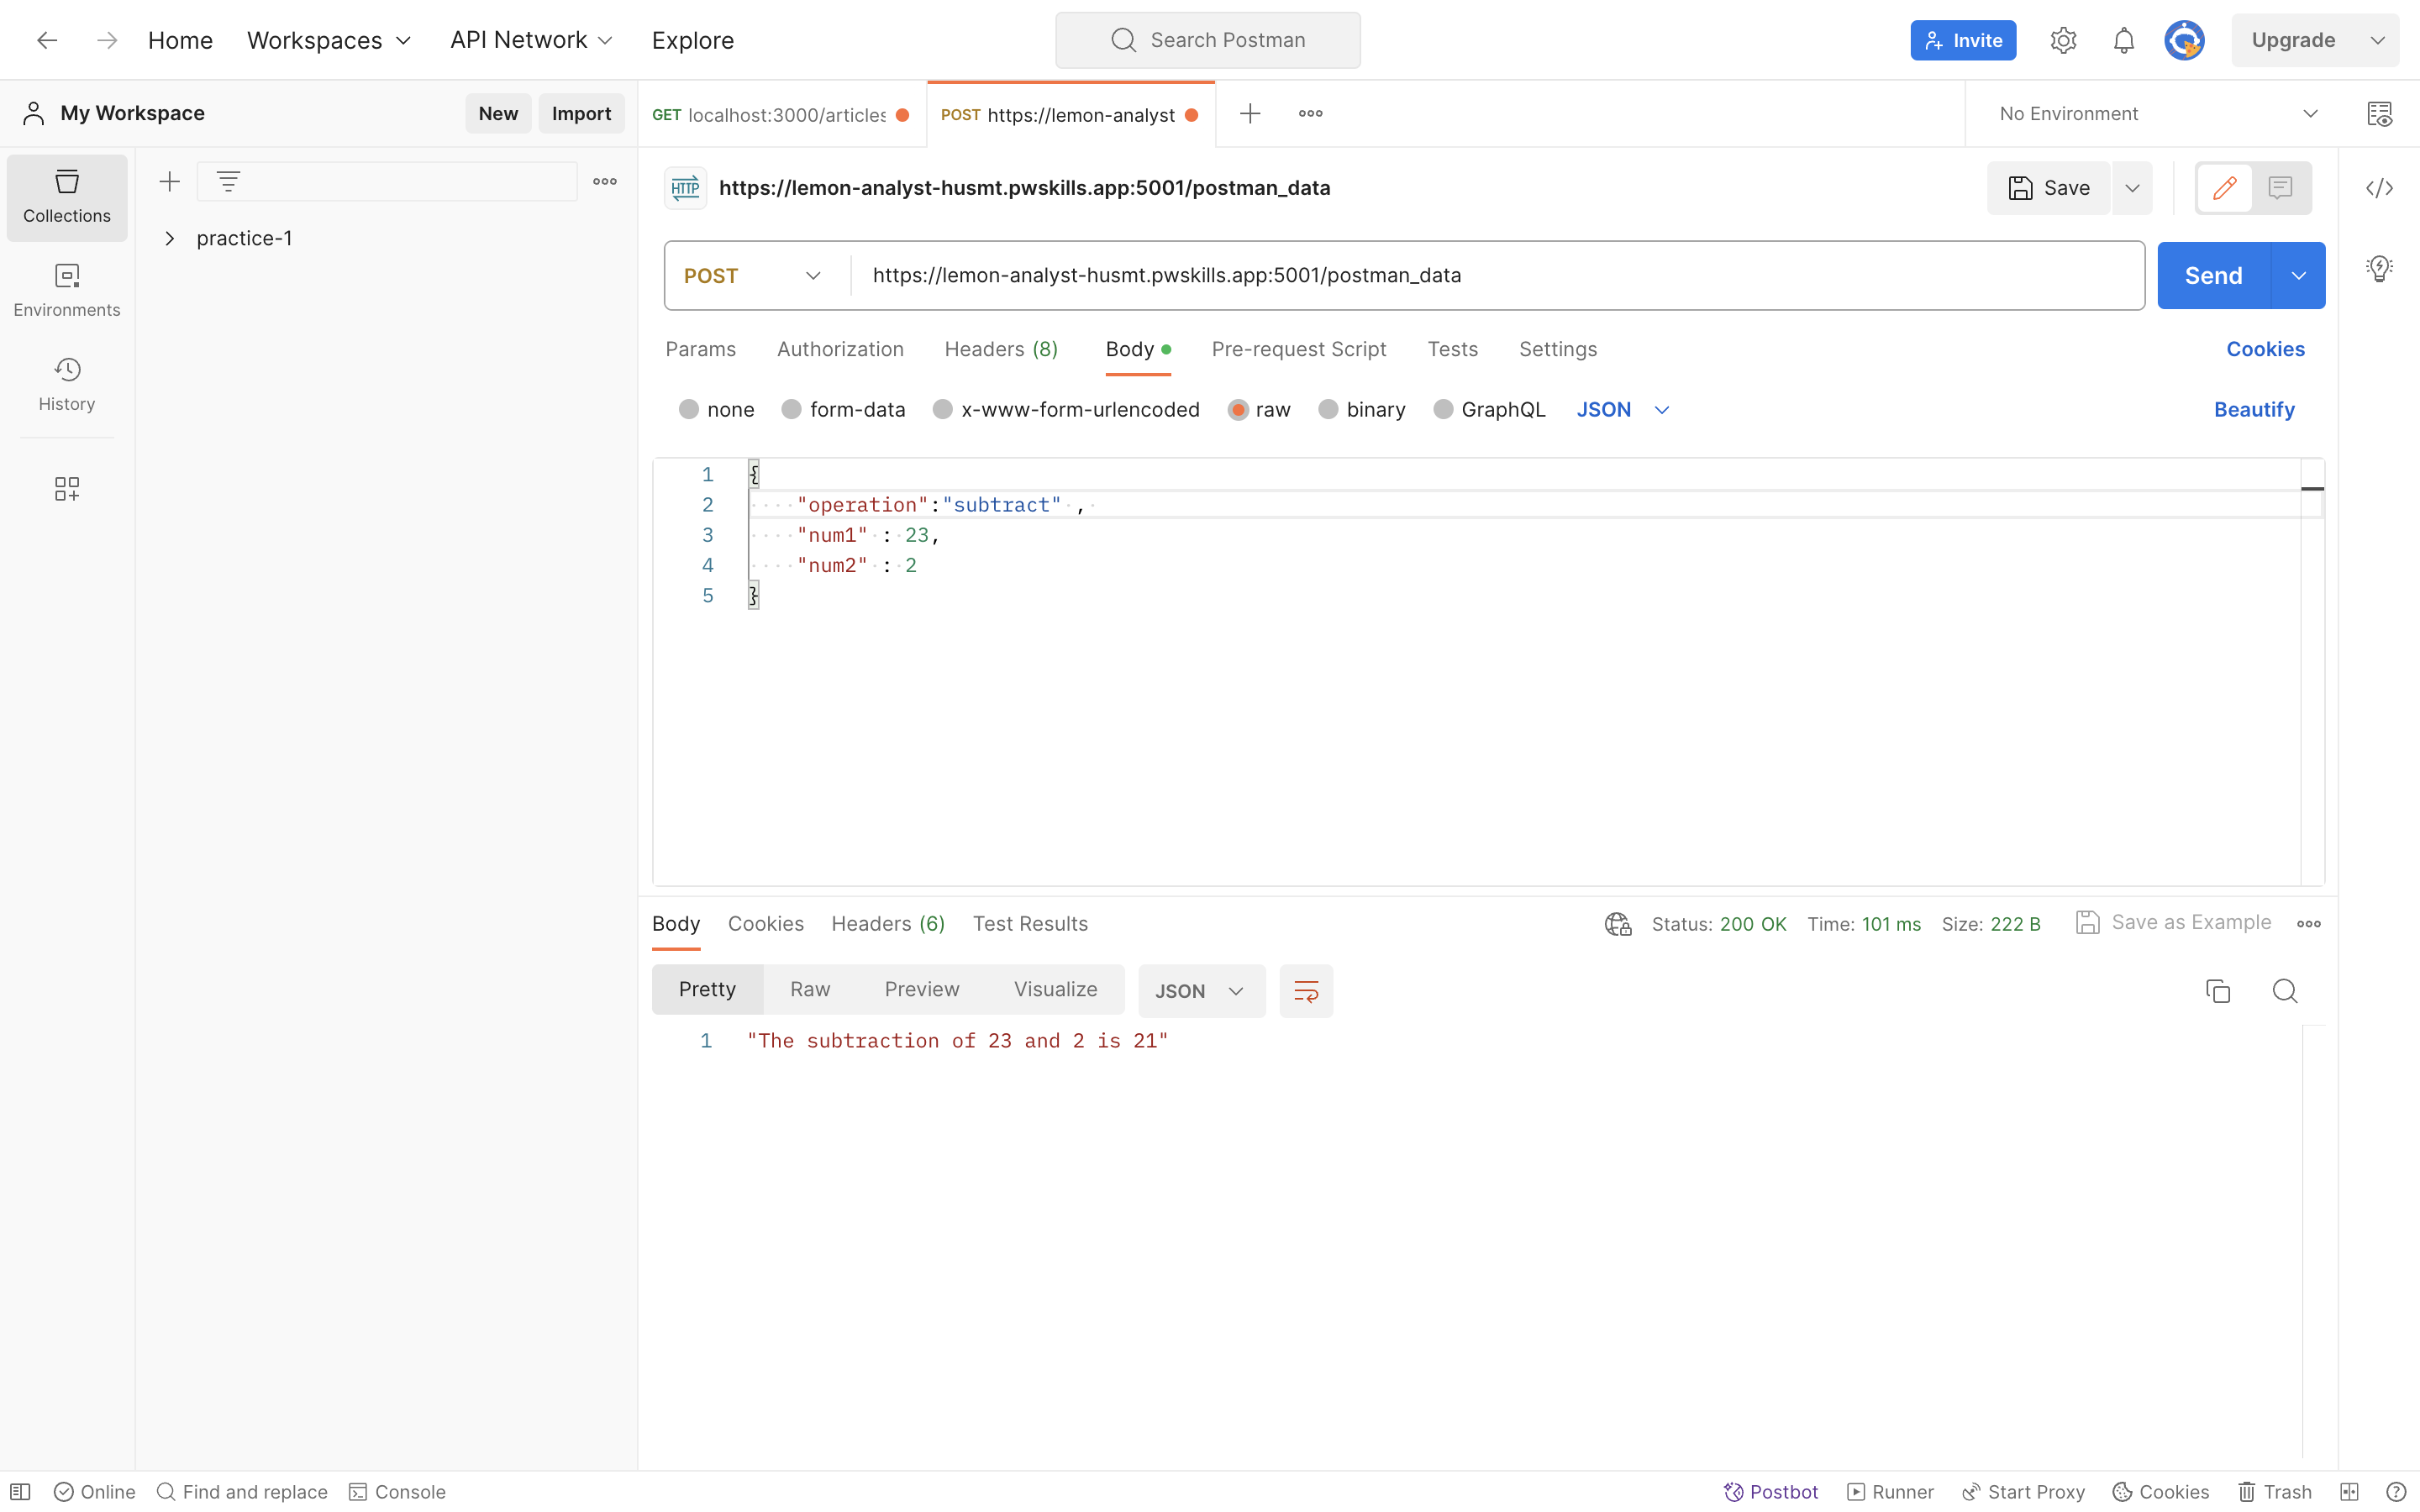 Home Workspaces API Network Explore Search Postman Invite Upgrade
My Workspace New Import GET localhost:3000/articles POST https://lemon-analyst No Environment
Collections
practice-1
Environments
History
HTTP https://lemon-analyst-husmt.pwskills.app:5001/postman_data Save
POST https://lemon-analyst-husmt.pwskills.app:5001/postman_data Send
Params Authorization Headers (8) Body Pre-request Script Tests Settings Cookies
none form-data x-www-form-urlencoded raw binary GraphQL JSON Beautify
1 {
2 "operation":"subtract" ,
3 "num1" : 23,
4 "num2" : 2
5 }
Body Cookies Headers (6) Test Results Status: 200 OK Time: 101 ms Size: 222 B Save as Example
Pretty Raw Preview Visualize JSON
1 "The subtraction of 23 and 2 is 21"
Online Find and replace Console Postbot Runner Start Proxy Cookies Trash